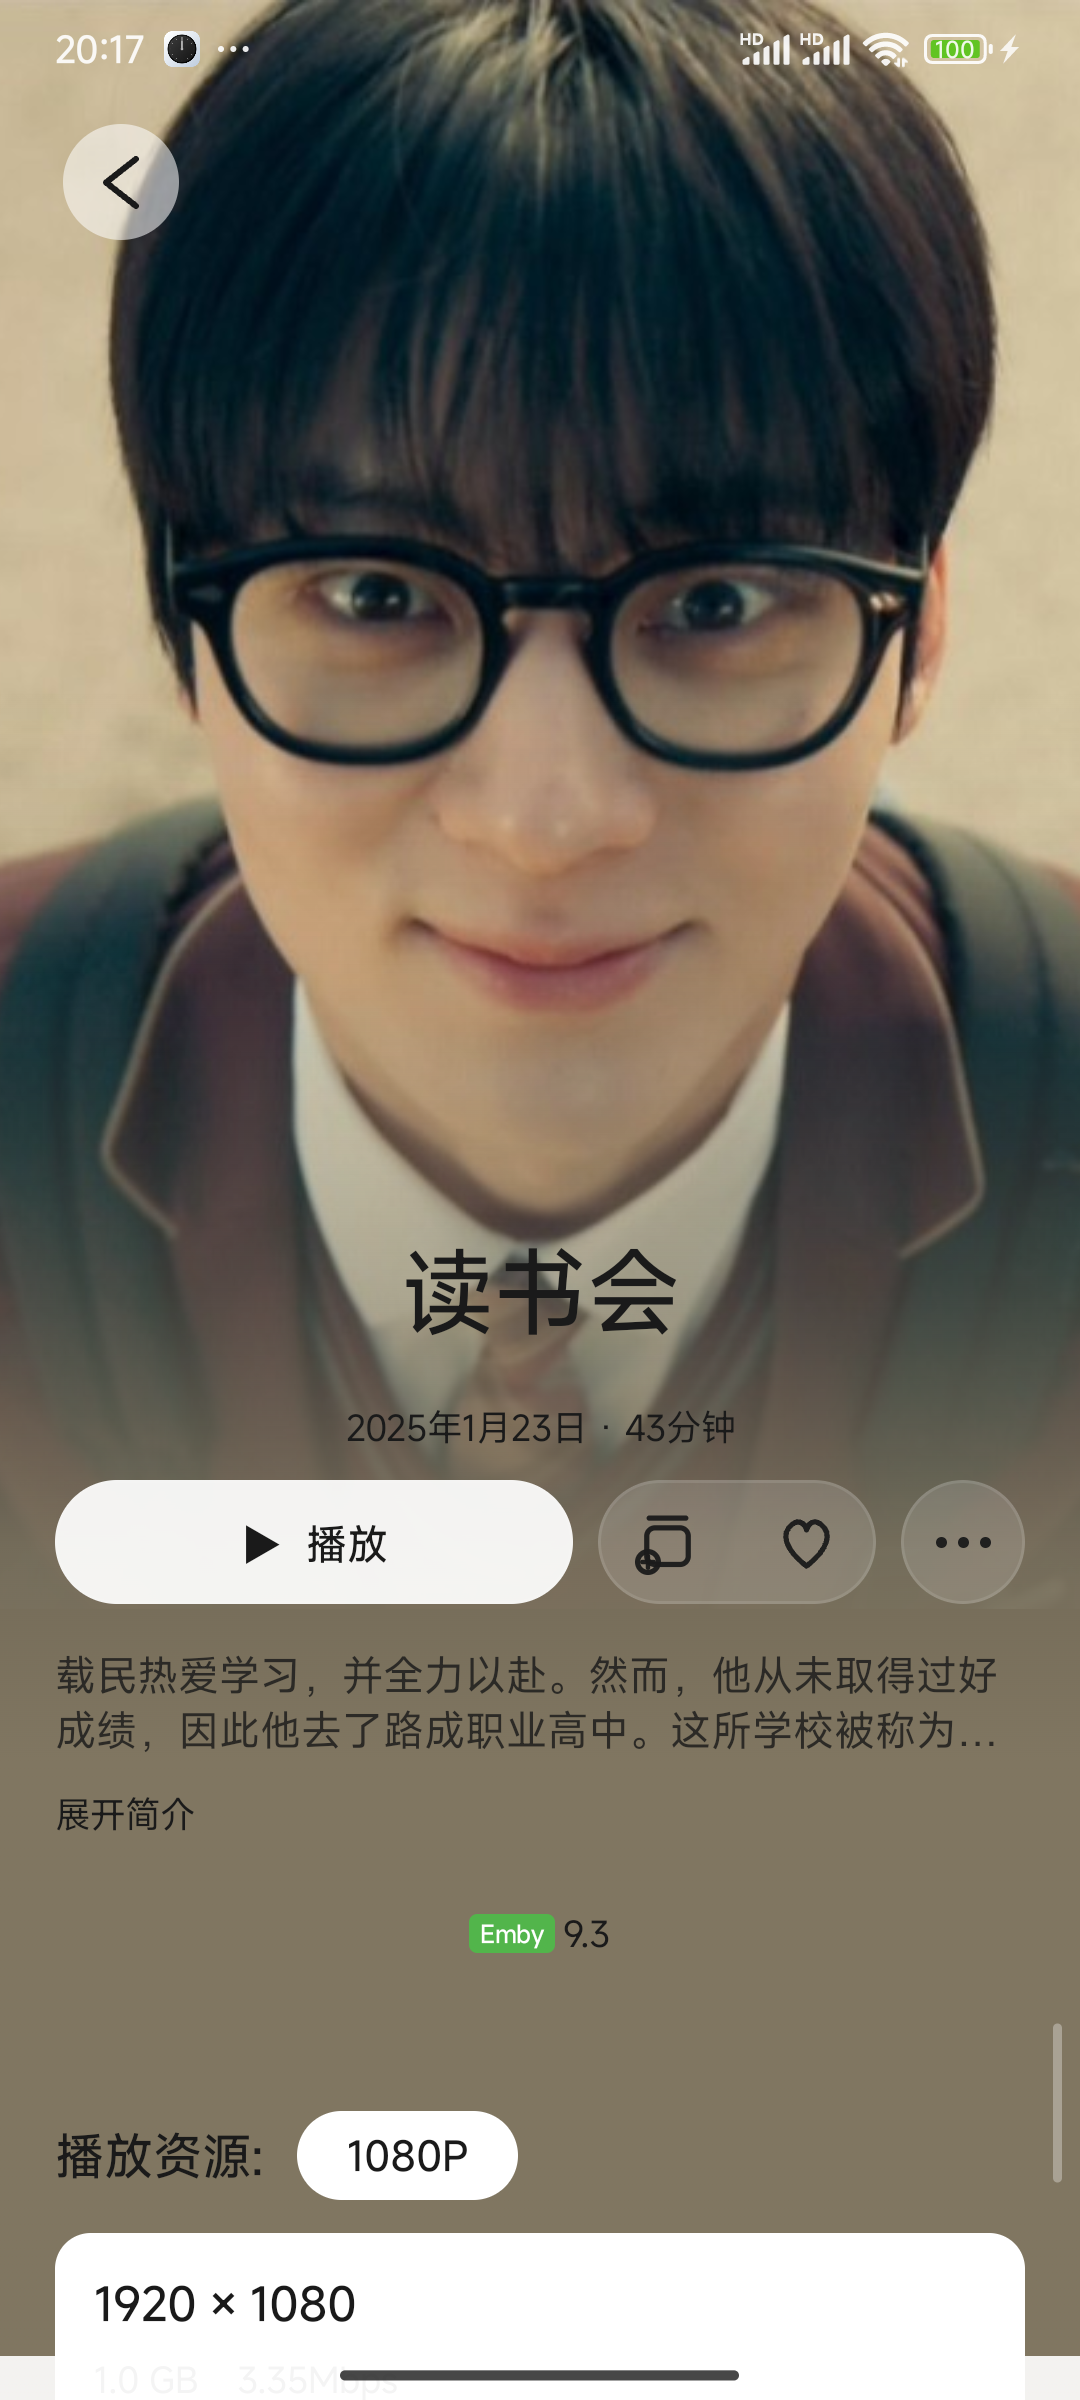 20:17
HD HD 100
读书会
2025年1月23日 · 43分钟
播放
载民热爱学习，并全力以赴。然而，他从未取得过好
成绩，因此他去了路成职业高中。这所学校被称为...
展开简介
Emby 9.3
播放资源: 1080P
1920 × 1080
1.0 GB 3.35Mbps